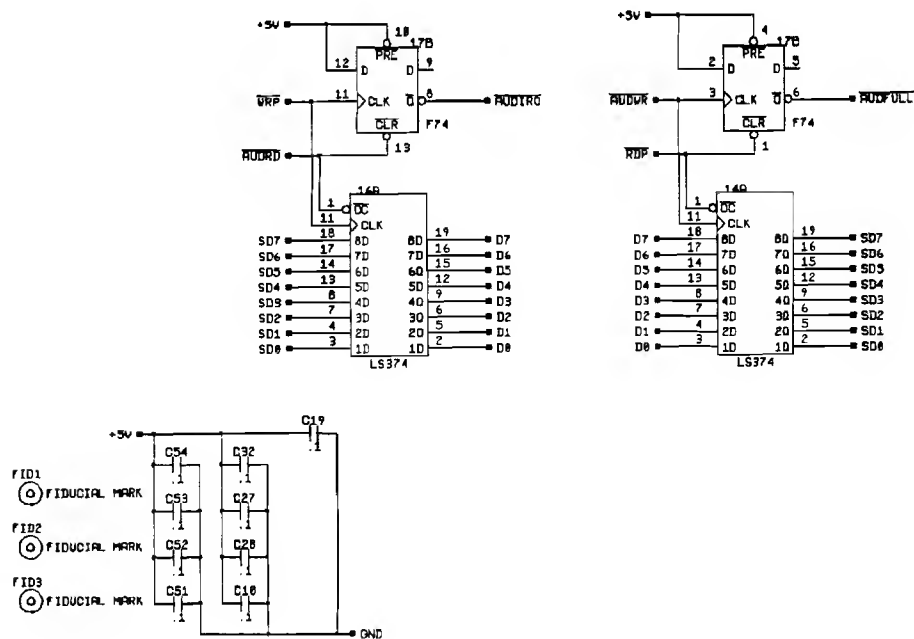 +5V 10 17B
PRE
12 D D 9
WRP 11 CLK Q 8 AUDIRQ
CLR F74
AUDRD 13
16B
1 OC
11 CLK
SD7 18 8D 8Q 19 D7
SD6 17 7D 7Q 16 D6
SD5 14 6D 6Q 15 D5
SD4 13 5D 5Q 12 D4
SD3 8 4D 4Q 9 D3
SD2 7 3D 3Q 6 D2
SD1 4 2D 2Q 5 D1
SD0 3 1D 1Q 2 D0
LS374
+5V 4 17B
PRE
2 D D 5
AUDWR 3 CLK Q 6 AUDFULL
CLR F74
RDP 1
1 OC
11 CLK
D7 18 8D 8Q 19 SD7
D6 17 7D 7Q 16 SD6
D5 14 6D 6Q 15 SD5
D4 13 5D 5Q 12 SD4
D3 8 4D 4Q 9 SD3
D2 7 3D 3Q 6 SD2
D1 4 2D 2Q 5 SD1
D0 3 1D 1Q 2 SD0
LS374
+5V C19
.1
C54 C32
.1 .1
FID1
FIDUCIAL MARK C53 C27
.1 .1
FID2
FIDUCIAL MARK C52 C28
.1 .1
FID3
FIDUCIAL MARK C51 C10
.1 .1
GND